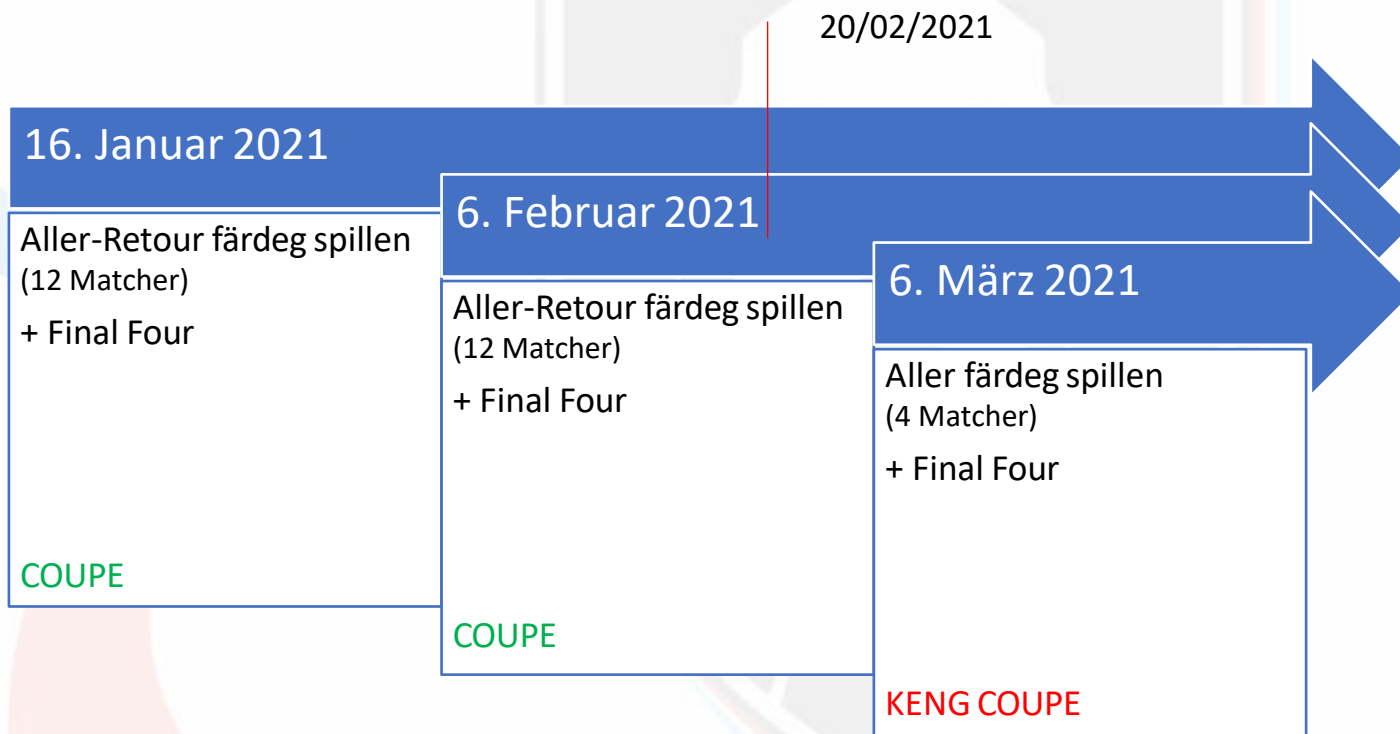 20/02/2021
16. Januar 2021
Aller-Retour färdeg spillen
(12 Matcher)
+ Final Four
COUPE
6. Februar 2021
Aller-Retour färdeg spillen
(12 Matcher)
+ Final Four
COUPE
6. März 2021
Aller färdeg spillen
(4 Matcher)
+ Final Four
KENG COUPE